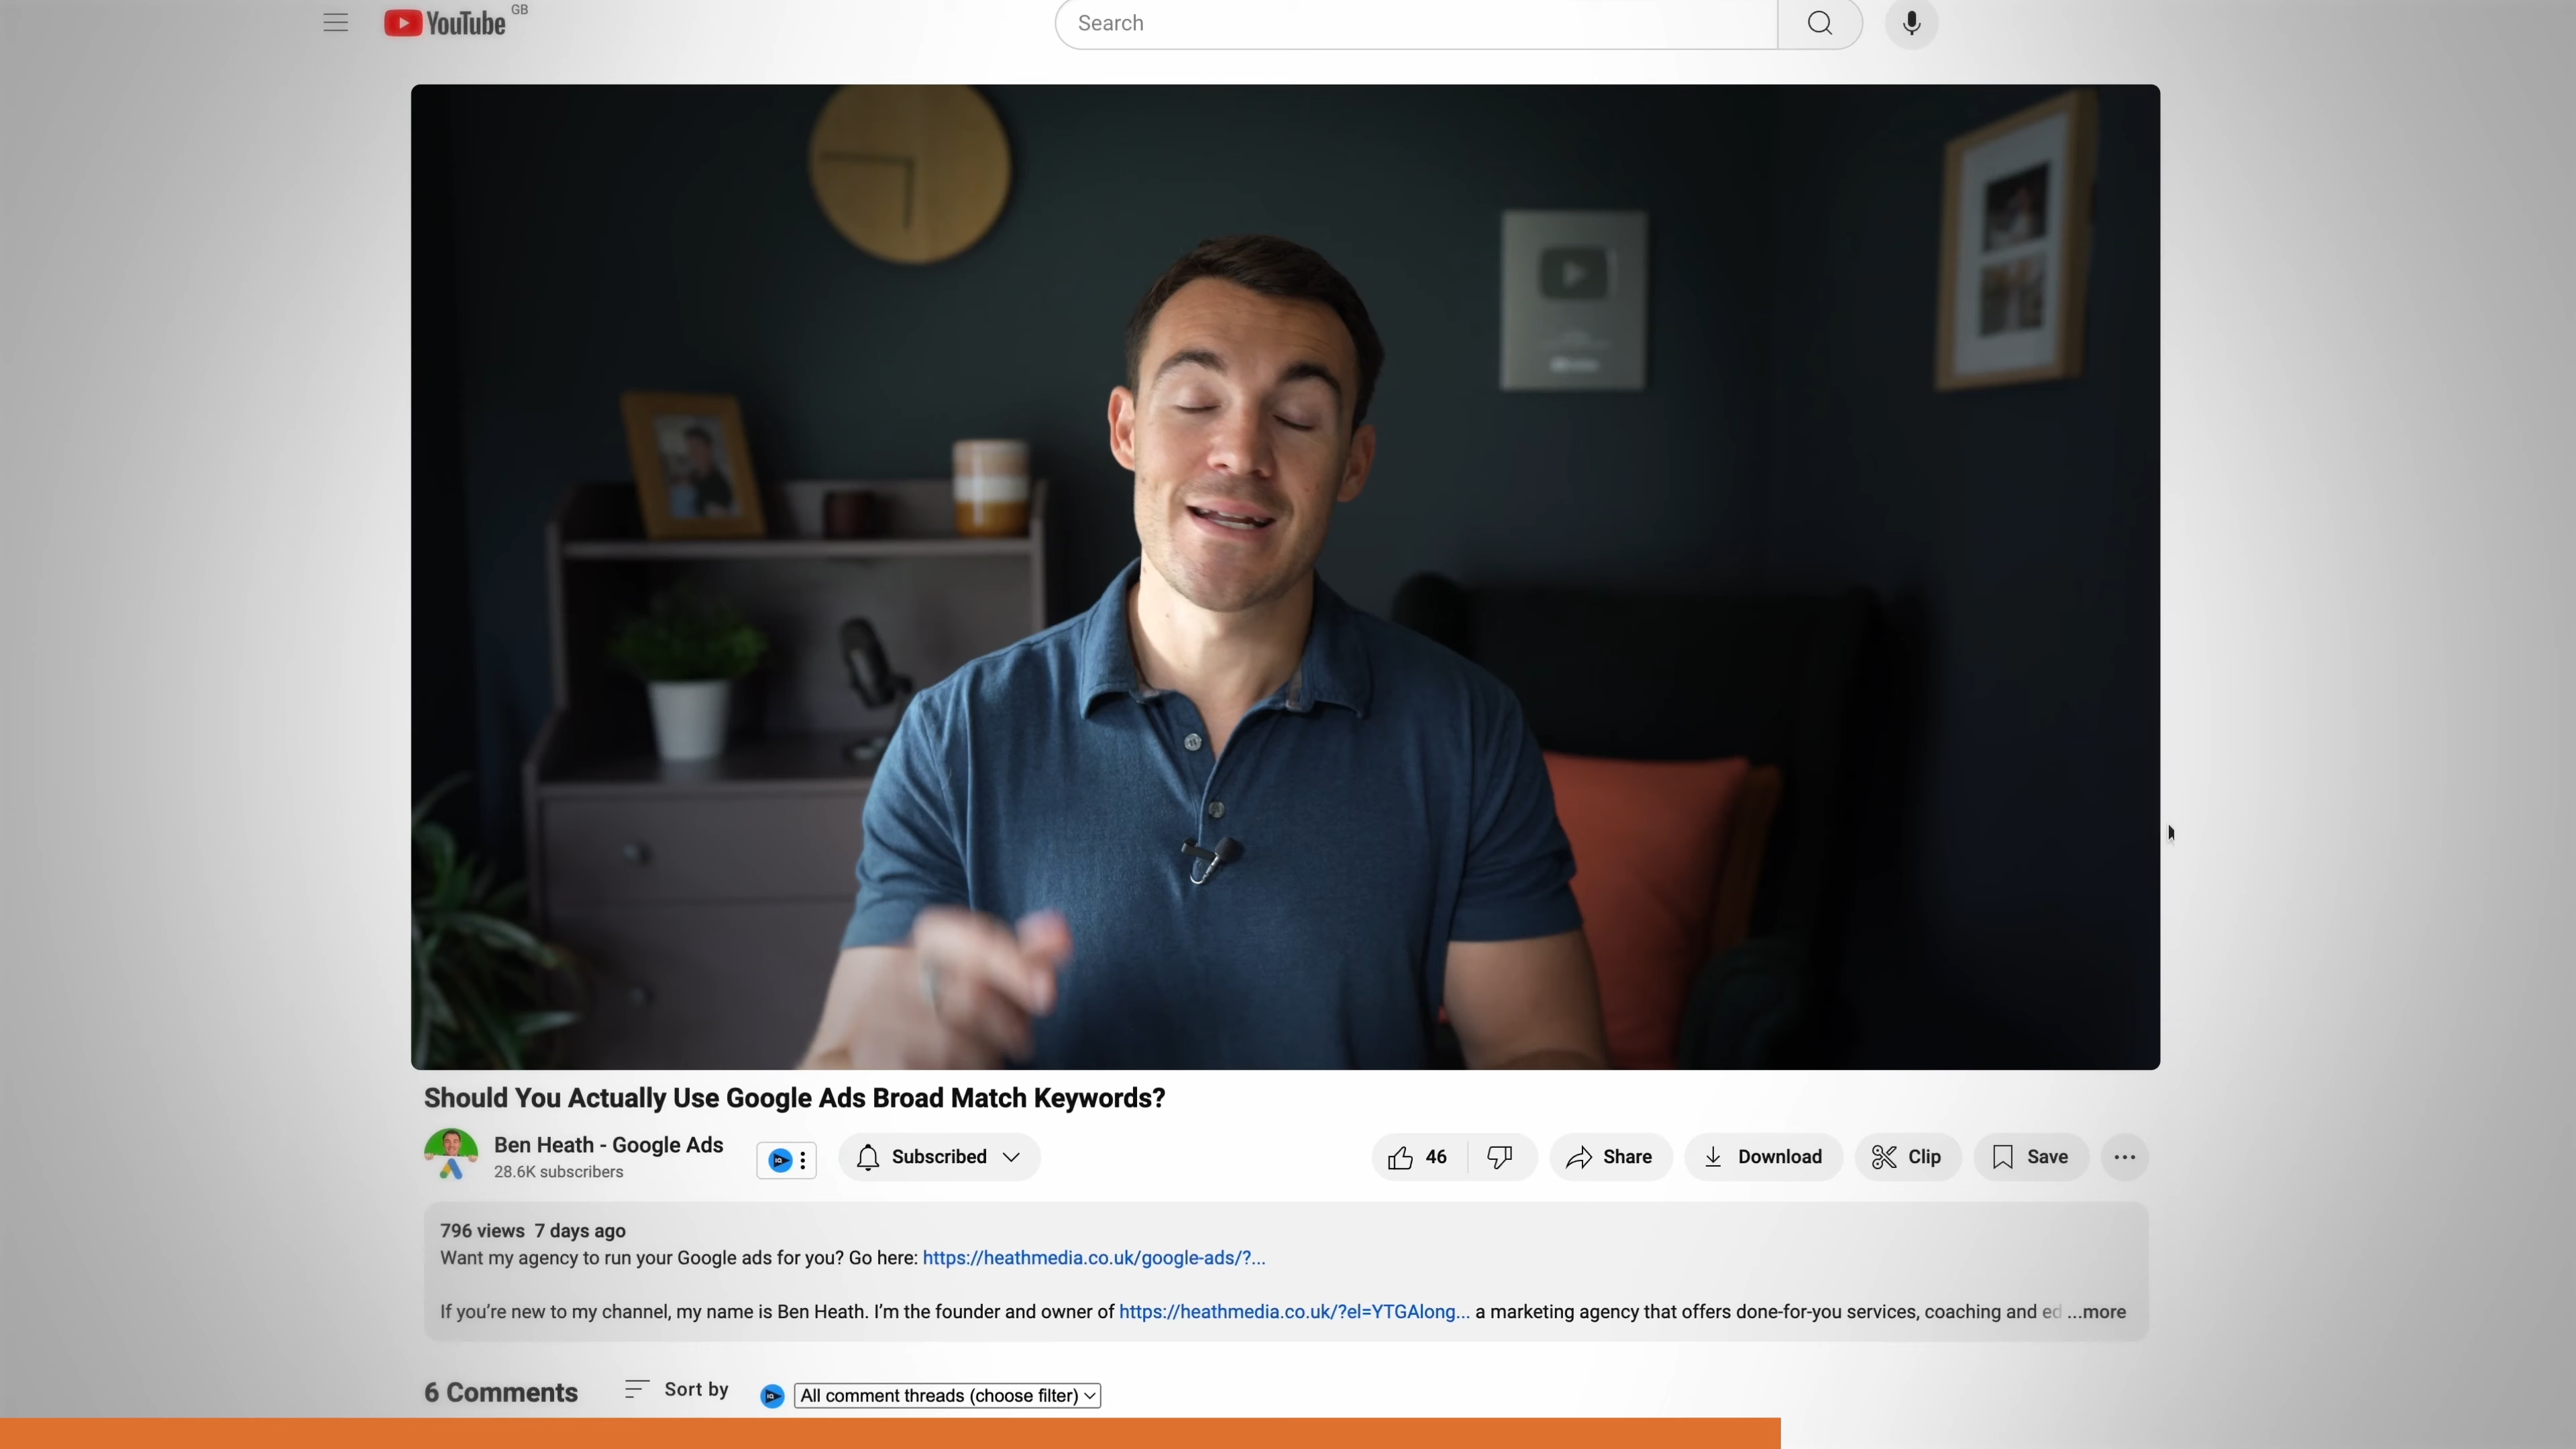 YouTube GB
Search
Should You Actually Use Google Ads Broad Match Keywords?
Ben Heath - Google Ads
28.6K subscribers
Subscribed
46
Share
Download
Clip
Save
796 views 7 days ago
Want my agency to run your Google ads for you? Go here: https://heathmedia.co.uk/google-ads/?...
If you’re new to my channel, my name is Ben Heath. I’m the founder and owner of https://heathmedia.co.uk/?el=YTGAlong... a marketing agency that offers done-for-you services, coaching and ed ...more
6 Comments
Sort by
All comment threads (choose filter)